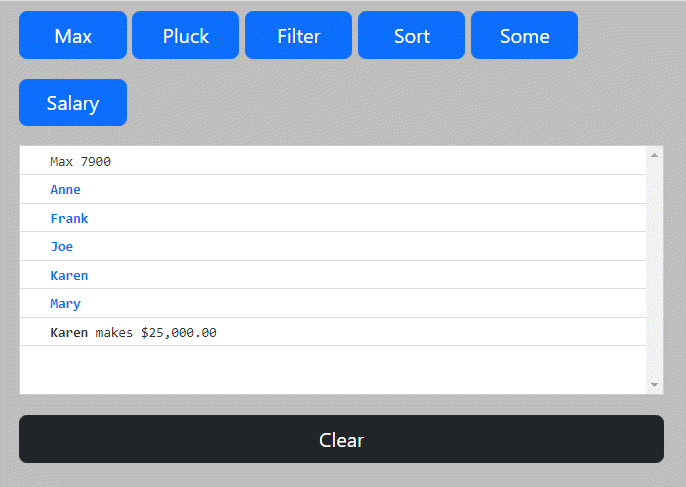 Max Pluck Filter Sort Some
Salary
Max 7900
Anne
Frank
Joe
Karen
Mary
Karen makes $25,000.00
Clear